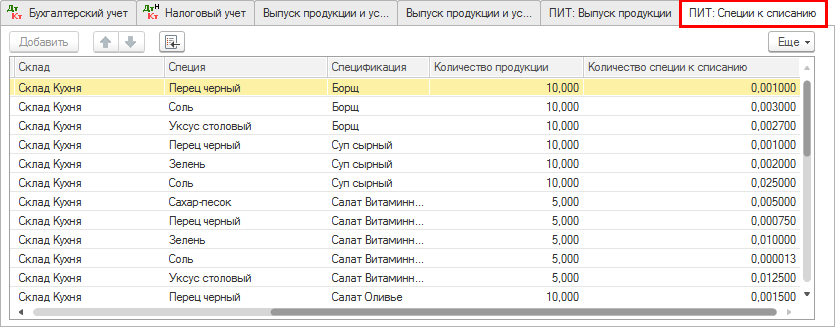 Дт Кт Бухгалтерский учет Дт Н Кт Налоговый учет Выпуск продукции и ус... Выпуск продукции и ус... ПИТ: Выпуск продукции ПИТ: Специи к списанию
Добавить Еще
Склад Специя Спецификация Количество продукции Количество специи к списанию
Склад Кухня Перец черный Борщ 10,000 0,001000
Склад Кухня Соль Борщ 10,000 0,003000
Склад Кухня Уксус столовый Борщ 10,000 0,002700
Склад Кухня Перец черный Суп сырный 10,000 0,001000
Склад Кухня Зелень Суп сырный 10,000 0,002000
Склад Кухня Соль Суп сырный 10,000 0,025000
Склад Кухня Сахар-песок Салат Витаминн... 5,000 0,005000
Склад Кухня Перец черный Салат Витаминн... 5,000 0,000750
Склад Кухня Зелень Салат Витаминн... 5,000 0,010000
Склад Кухня Соль Салат Витаминн... 5,000 0,000013
Склад Кухня Уксус столовый Салат Витаминн... 5,000 0,012500
Склад Кухня Перец черный Салат Оливье 10,000 0,001500